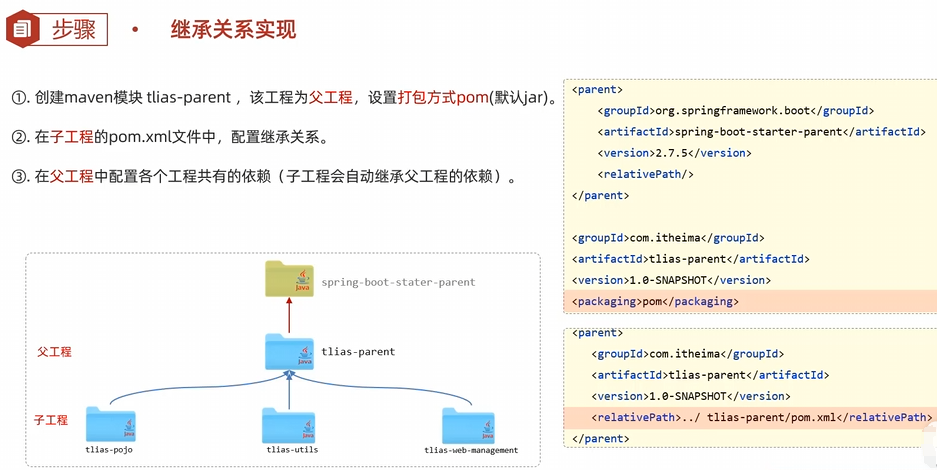 步骤 • 继承关系实现
①. 创建maven模块 tlias-parent ，该工程为父工程，设置打包方式pom(默认jar)。
②. 在子工程的pom.xml文件中，配置继承关系。
③. 在父工程中配置各个工程共有的依赖（子工程会自动继承父工程的依赖）。
<parent>
<groupId>org.springframework.boot</groupId>
<artifactId>spring-boot-starter-parent</artifactId>
<version>2.7.5</version>
<relativePath/>
</parent>
<groupId>com.itheima</groupId>
<artifactId>tlias-parent</artifactId>
<version>1.0-SNAPSHOT</version>
<packaging>pom</packaging>
<parent>
<groupId>com.itheima</groupId>
<artifactId>tlias-parent</artifactId>
<version>1.0-SNAPSHOT</version>
<relativePath>../ tlias-parent/pom.xml</relativePath>
</parent>
Java
spring-boot-stater-parent
父工程
Java
tlias-parent
子工程
Java
Java
Java
tlias-pojo
tlias-utils
tlias-web-management